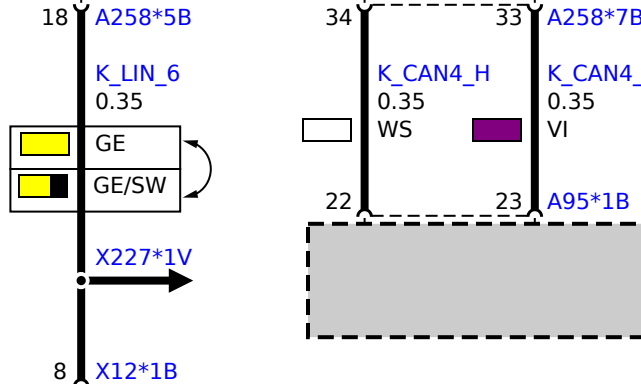 18 A258*5B 34 33 A258*7B
K_LIN_6 K_CAN4_H K_CAN4_
0.35 0.35 0.35
GE WS VI
GE/SW
22 23 A95*1B
X227*1V
8 X12*1B